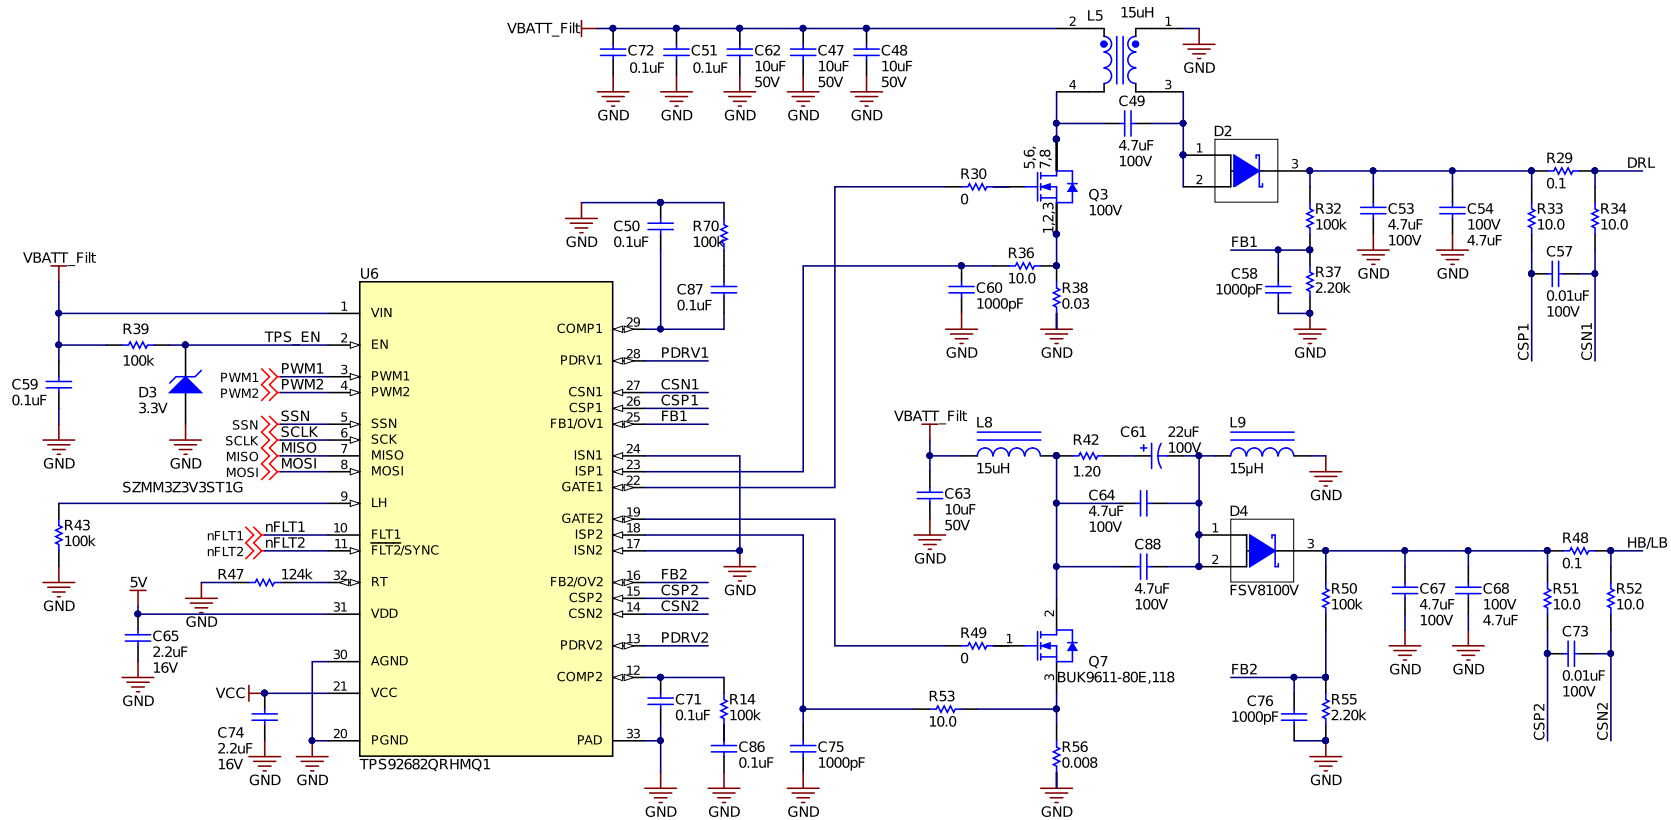 VBATT_Filt
C72
0.1uF
GND
C51
0.1uF
GND
C62
10uF
50V
GND
C47
10uF
50V
GND
C48
10uF
50V
GND
2
L5
15uH
1
GND
4
3
C49
4.7uF
100V
D2
1
2
3
5,6,
7,8
R30
0
Q3
100V
1,2,3
R36
10.0
C60
1000pF
GND
R38
0.03
GND
R32
100k
FB1
C58
1000pF
R37
2.20k
GND
C53
4.7uF
100V
GND
C54
100V
4.7uF
GND
R29
0.1
DRL
R33
10.0
R34
10.0
C57
0.01uF
100V
CSP1
CSN1
GND
C50
0.1uF
R70
100k
C87
0.1uF
VBATT_Filt
R39
100k
TPS_EN
C59
0.1uF
GND
D3
3.3V
GND
SZMM3Z3V3ST1G
PWM1
PWM1
PWM2
PWM2
SSN
SSN
SCLK
SCLK
MISO
MISO
MOSI
MOSI
R43
100k
GND
nFLT1
nFLT1
nFLT2
nFLT2
R47
124k
GND
5V
C65
2.2uF
16V
GND
VCC
C74
2.2uF
16V
GND
GND
U6
1
VIN
2
EN
3
PWM1
4
PWM2
5
SSN
6
SCK
7
MISO
8
MOSI
9
LH
10
FLT1
11
FLT2/SYNC
32
RT
31
VDD
30
AGND
21
VCC
20
PGND
COMP1
29
PDRV1
28
PDRV1
CSN1
27
CSN1
CSP1
26
CSP1
FB1/OV1
25
FB1
ISN1
24
ISP1
23
GATE1
22
GATE2
19
ISP2
18
ISN2
17
GND
FB2/OV2
16
FB2
CSP2
15
CSP2
CSN2
14
CSN2
PDRV2
13
PDRV2
COMP2
12
PAD
33
TPS92682QRHMQ1
C71
0.1uF
GND
R14
100k
C86
0.1uF
GND
C75
1000pF
GND
VBATT_Filt
L8
15uH
C63
10uF
50V
GND
R42
1.20
C61
+
22uF
100V
L9
15µH
GND
C64
4.7uF
100V
C88
4.7uF
100V
D4
1
2
3
FSV8100V
R49
0
1
2
3
Q7
BUK9611-80E,118
R53
10.0
R56
0.008
GND
R50
100k
FB2
C76
1000pF
R55
2.20k
GND
C67
4.7uF
100V
GND
C68
100V
4.7uF
GND
R48
0.1
HB/LB
R51
10.0
R52
10.0
C73
0.01uF
100V
CSP2
CSN2